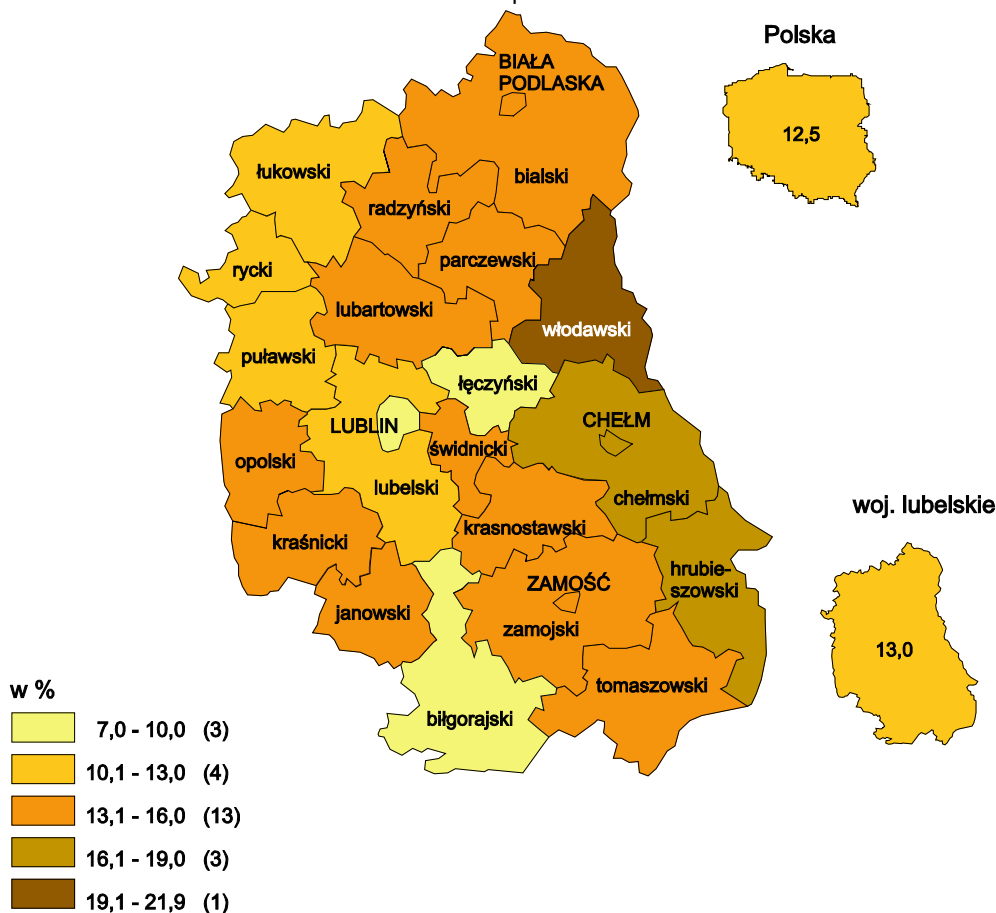 Polska
12,5
BIAŁA
PODLASKA
łukowski
bialski
radzyński
rycki
parczewski
lubartowski
włodawski
puławski
łęczyński
LUBLIN
CHEŁM
świdnicki
opolski
lubelski
chełmski
woj. lubelskie
krasnostawski
kraśnicki
hrubie-
szowski
ZAMOŚĆ
janowski
zamojski
13,0
tomaszowski
biłgorajski
w %
7,0 - 10,0 (3)
10,1 - 13,0 (4)
13,1 - 16,0 (13)
16,1 - 19,0 (3)
19,1 - 21,9 (1)